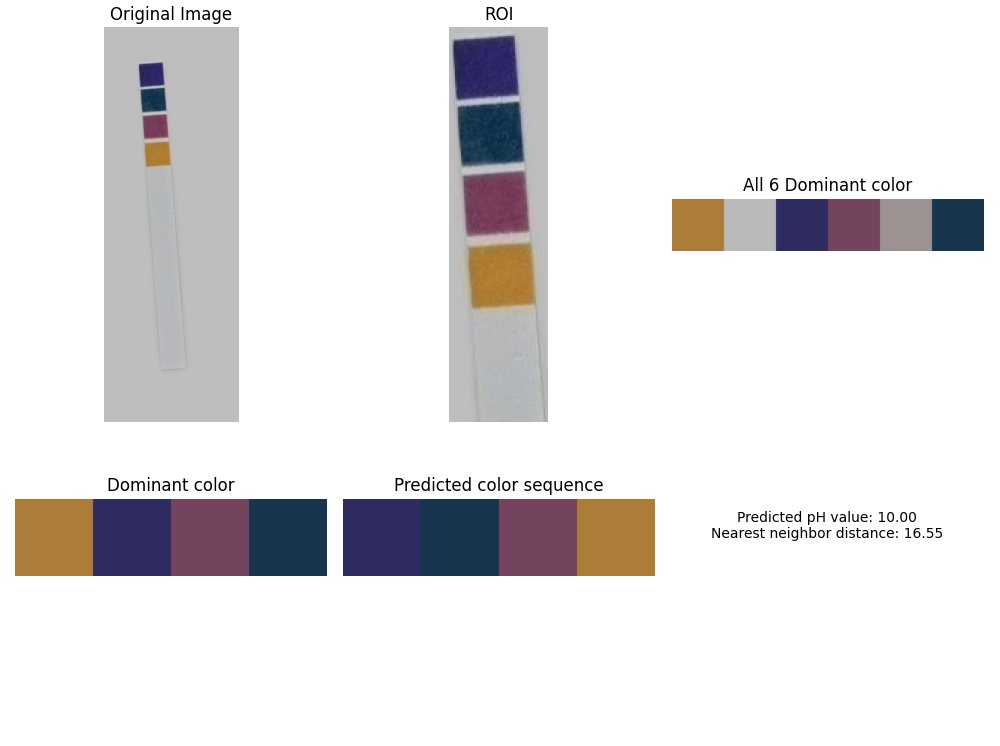 Original Image
ROI
All 6 Dominant color
Dominant color
Predicted color sequence
Predicted pH value: 10.00
Nearest neighbor distance: 16.55